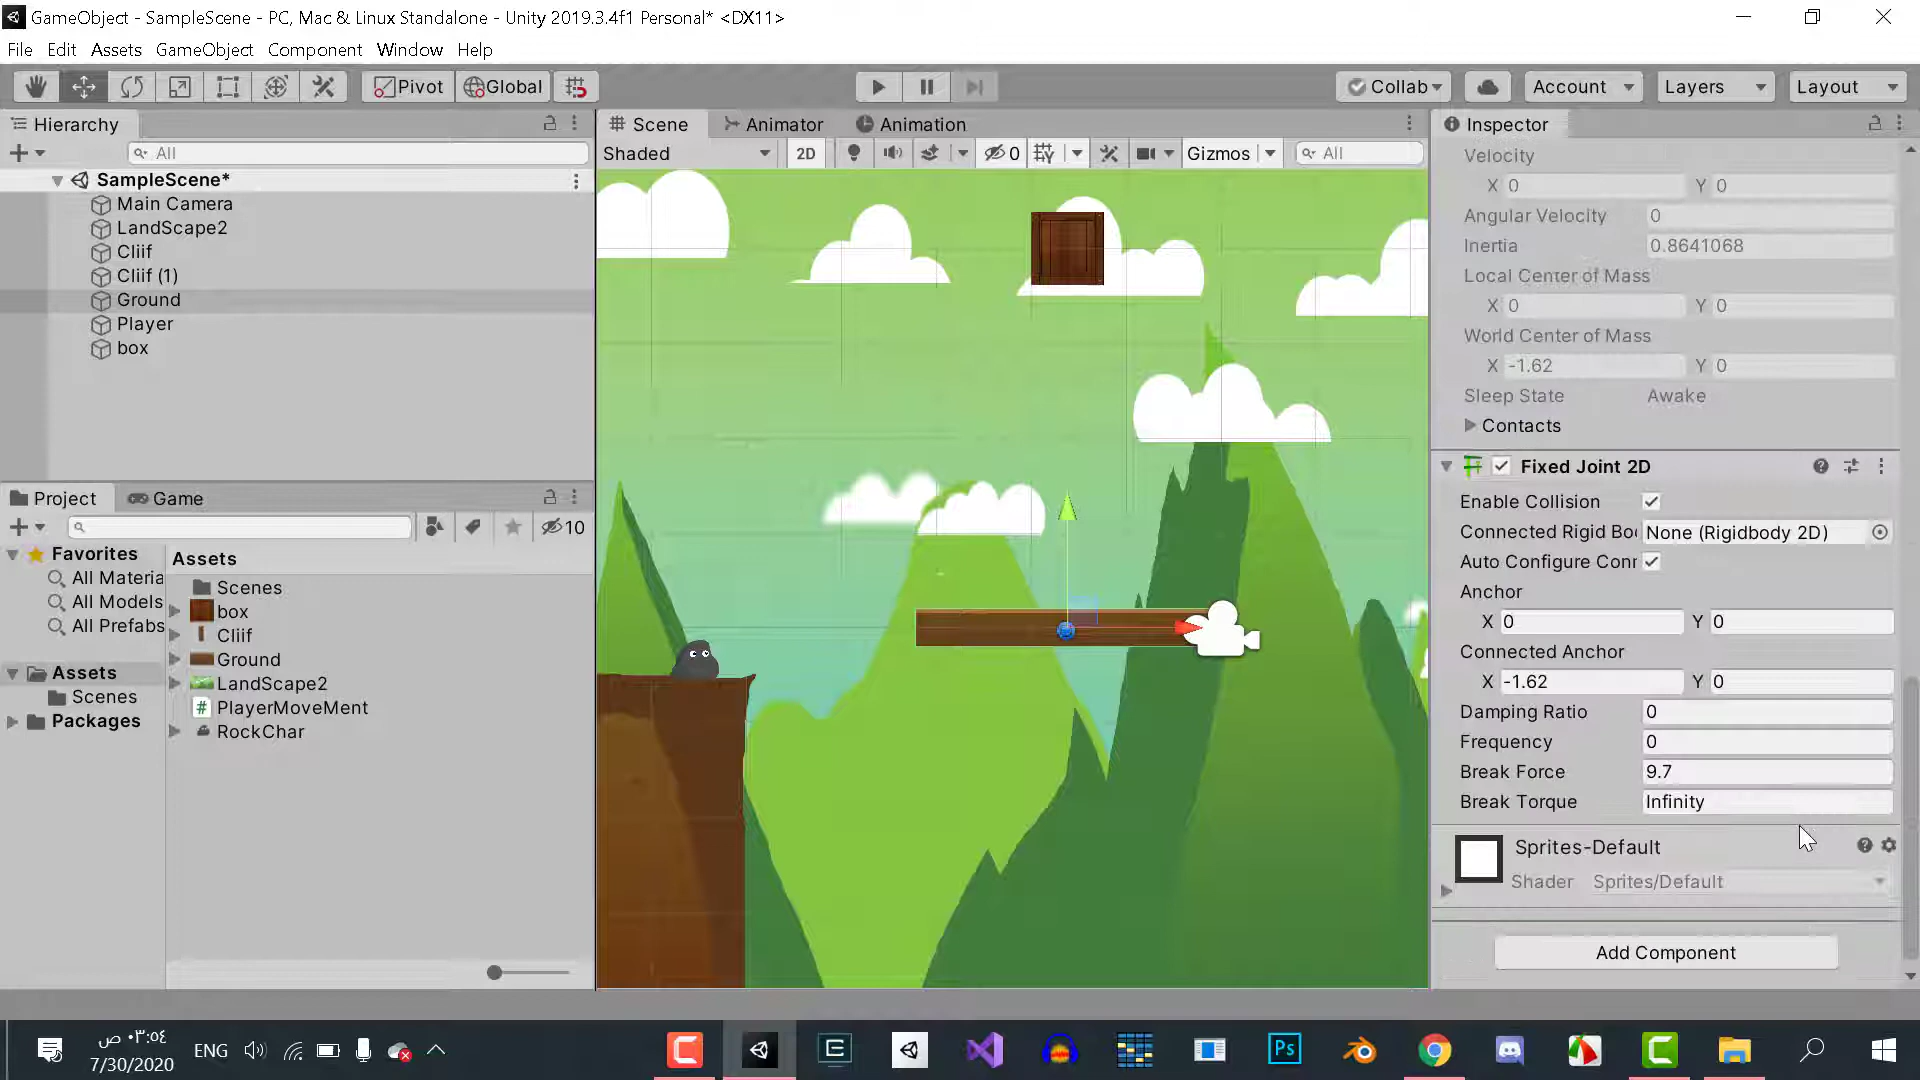 GameObject - SampleScene - PC, Mac & Linux Standalone - Unity 2019.3.4f1 Personal* <DX11>
File Edit Assets GameObject Component Window Help
Pivot Global Collab Account Layers Layout
Hierarchy
All
SampleScene*
Main Camera
LandScape2
Cliif
Cliif (1)
Ground
Player
box
Project Game
10
Favorites
All Materia
All Models
All Prefabs
Assets
Scenes
Packages
Assets
Scenes
box
Cliif
Ground
LandScape2
PlayerMoveMent
RockChar
Scene Animator Animation
Shaded 2D 0 Gizmos All
Inspector
Velocity
X 0 Y 0
Angular Velocity 0
Inertia 0.8641068
Local Center of Mass
X 0 Y 0
World Center of Mass
X -1.62 Y 0
Sleep State Awake
Contacts
Fixed Joint 2D
Enable Collision
Connected Rigid Bo None (Rigidbody 2D)
Auto Configure Conr
Anchor
X 0 Y 0
Connected Anchor
X -1.62 Y 0
Damping Ratio 0
Frequency 0
Break Force 9.7
Break Torque Infinity
Sprites-Default
Shader Sprites/Default
Add Component
٠٣:٥٤ ص
7/30/2020
ENG
Ps